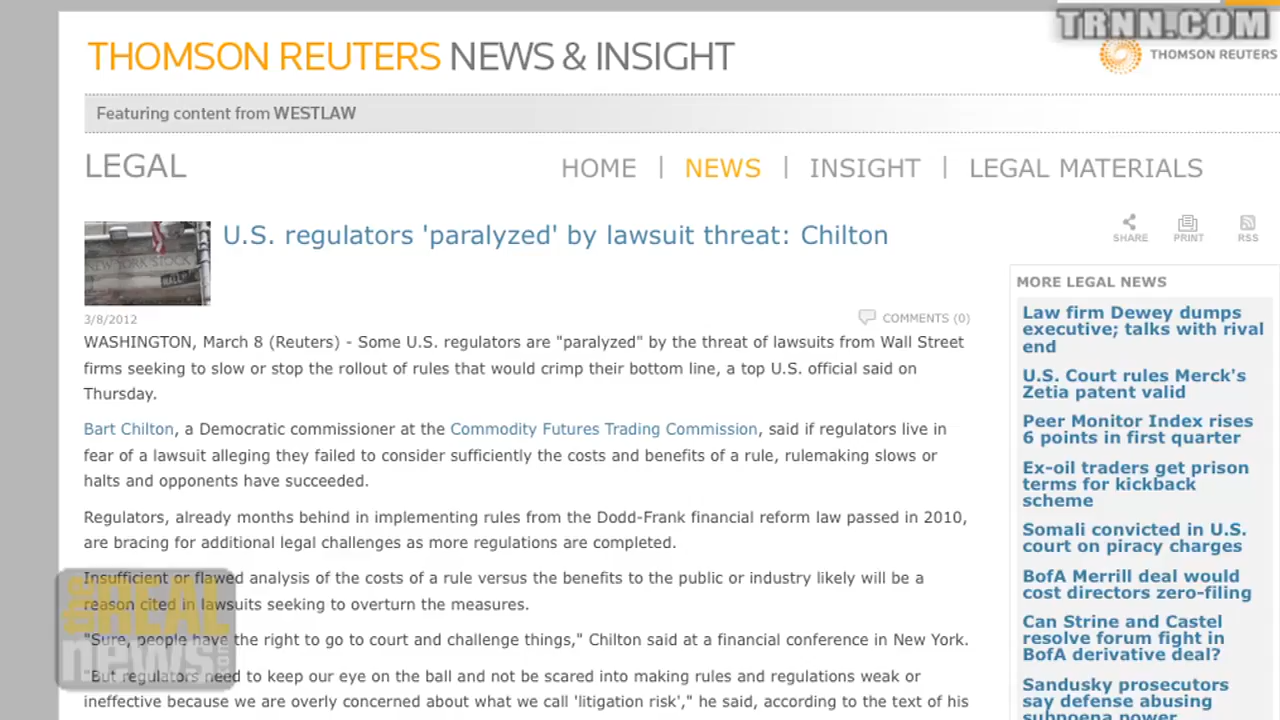 TRNN.COM
THOMSON REUTERS NEWS & INSIGHT
THOMSON REUTERS
Featuring content from WESTLAW
LEGAL
HOME | NEWS | INSIGHT | LEGAL MATERIALS
NEW YORK STOCK
WALL
U.S. regulators 'paralyzed' by lawsuit threat: Chilton
SHARE PRINT RSS
3/8/2012
COMMENTS (0)
WASHINGTON, March 8 (Reuters) - Some U.S. regulators are "paralyzed" by the threat of lawsuits from Wall Street
firms seeking to slow or stop the rollout of rules that would crimp their bottom line, a top U.S. official said on
Thursday.
Bart Chilton, a Democratic commissioner at the Commodity Futures Trading Commission, said if regulators live in
fear of a lawsuit alleging they failed to consider sufficiently the costs and benefits of a rule, rulemaking slows or
halts and opponents have succeeded.
Regulators, already months behind in implementing rules from the Dodd-Frank financial reform law passed in 2010,
are bracing for additional legal challenges as more regulations are completed.
Insufficient or flawed analysis of the costs of a rule versus the benefits to the public or industry likely will be a
reason cited in lawsuits seeking to overturn the measures.
"Sure, people have the right to go to court and challenge things," Chilton said at a financial conference in New York.
"But regulators need to keep our eye on the ball and not be scared into making rules and regulations weak or
ineffective because we are overly concerned about what we call 'litigation risk'," he said, according to the text of his
MORE LEGAL NEWS
Law firm Dewey dumps
executive; talks with rival
end
U.S. Court rules Merck's
Zetia patent valid
Peer Monitor Index rises
6 points in first quarter
Ex-oil traders get prison
terms for kickback
scheme
Somali convicted in U.S.
court on piracy charges
BofA Merrill deal would
cost directors zero-filing
Can Strine and Castel
resolve forum fight in
BofA derivative deal?
Sandusky prosecutors
say defense abusing
subpoena power
the REAL
news.com